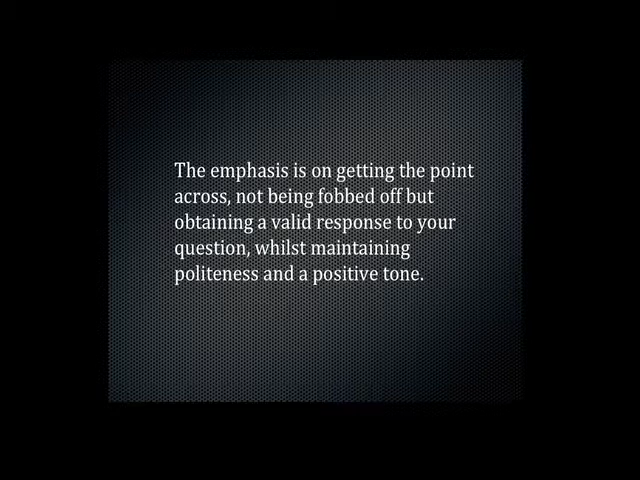 The emphasis is on getting the point
across, not being fobbed off but
obtaining a valid response to your
question, whilst maintaining
politeness and a positive tone.